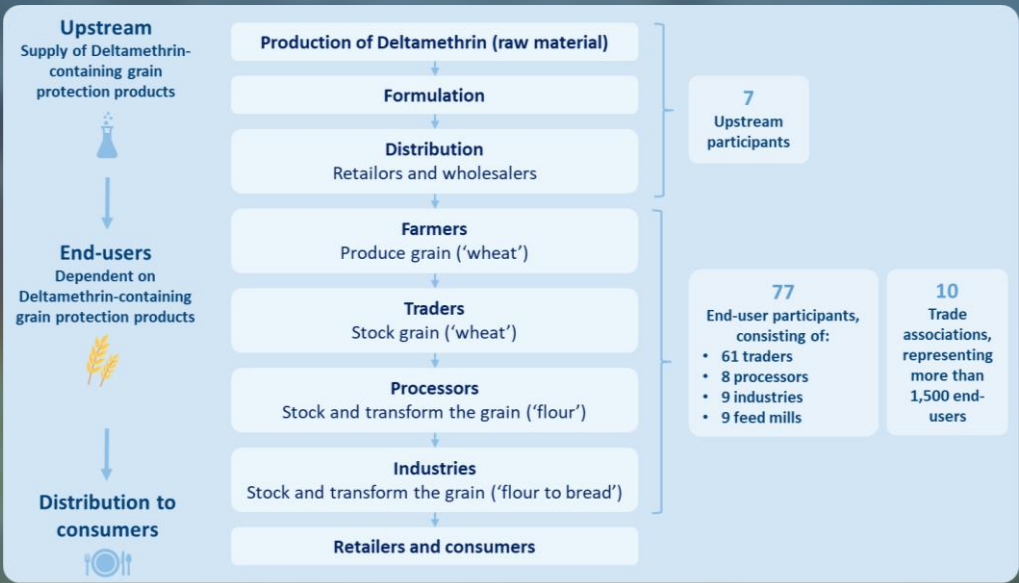 Upstream
Supply of Deltamethrin-
containing grain
protection products
End-users
Dependent on
Deltamethrin-containing
grain protection products
Distribution to
consumers
Production of Deltamethrin (raw material)
Formulation
Distribution
Retailors and wholesalers
Farmers
Produce grain (‘wheat’)
Traders
Stock grain (‘wheat’)
Processors
Stock and transform the grain (‘flour’)
Industries
Stock and transform the grain (‘flour to bread’)
Retailers and consumers
7
Upstream
participants
77
End-user participants,
consisting of:
• 61 traders
• 8 processors
• 9 industries
• 9 feed mills
10
Trade
associations,
representing
more than
1,500 end-
users